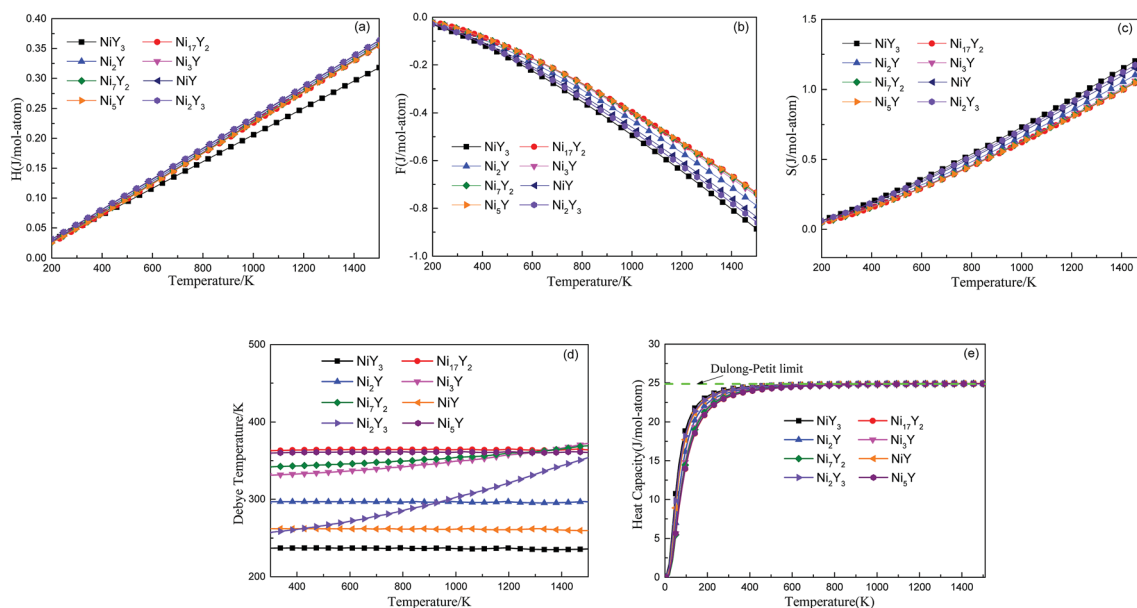 (a)
NiY₃ Ni₁₇Y₂
Ni₂Y Ni₃Y
Ni₇Y₂ NiY
Ni₅Y Ni₂Y₃
H(J/mol-atom)
0.40
0.35
0.30
0.25
0.20
0.15
0.10
0.05
0.00
200 400 600 800 1000 1200 1400
Temperature/K
(b)
F(J/mol-atom)
0.0
-0.2
-0.4
-0.6
-0.8
-1.0
NiY₃ Ni₁₇Y₂
Ni₂Y Ni₃Y
Ni₇Y₂ NiY
Ni₅Y Ni₂Y₃
200 400 600 800 1000 1200 1400
Temperature/K
(c)
NiY₃ Ni₁₇Y₂
Ni₂Y Ni₃Y
Ni₇Y₂ NiY
Ni₅Y Ni₂Y₃
S(J/mol-atom)
1.5
1.0
0.5
0.0
200 400 600 800 1000 1200 1400
Temperature/K
(d)
NiY₃ Ni₁₇Y₂
Ni₂Y Ni₃Y
Ni₇Y₂ NiY
Ni₂Y₃ Ni₅Y
Debye Temperature/K
500
400
300
200
400 600 800 1000 1200 1400
Temperature/K
(e)
Dulong-Petit limit
NiY₃ Ni₁₇Y₂
Ni₂Y Ni₃Y
Ni₇Y₂ NiY
Ni₂Y₃ Ni₅Y
Heat Capacity(J/mol-atom)
30
25
20
15
10
5
0
0 200 400 600 800 1000 1200 1400
Temperature(K)